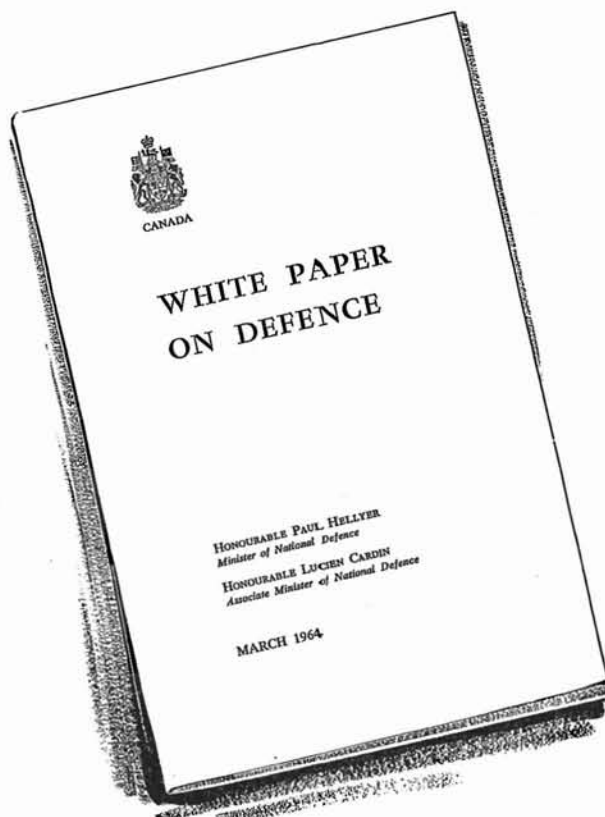 CANADA
WHITE PAPER
ON DEFENCE
HONOURABLE PAUL HELLYER
Minister of National Defence
HONOURABLE LUCIEN CARDIN
Associate Minister of National Defence
MARCH 1964